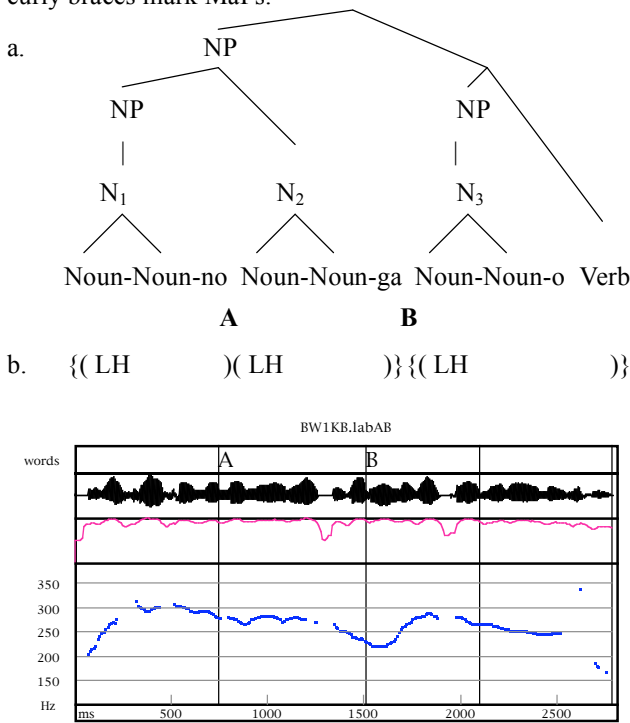 curly braces mark MaPs.
a.
NP
NP NP
N₁ N₂ N₃
Noun-Noun-no Noun-Noun-ga Noun-Noun-o Verb
A B
b. {( LH )( LH )}{( LH )}
BW1KB.labAB
words A B
350
300
250
200
150
Hz
ms 500 1000 1500 2000 2500